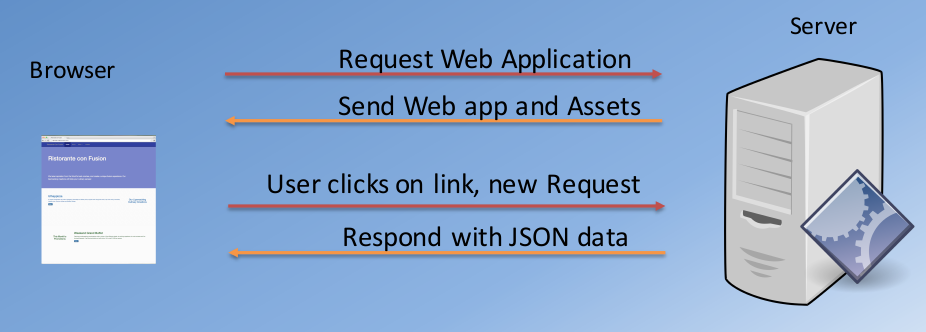 Server
Browser
Request Web Application
Send Web app and Assets
User clicks on link, new Request
Respond with JSON data
Ristorante con Fusion